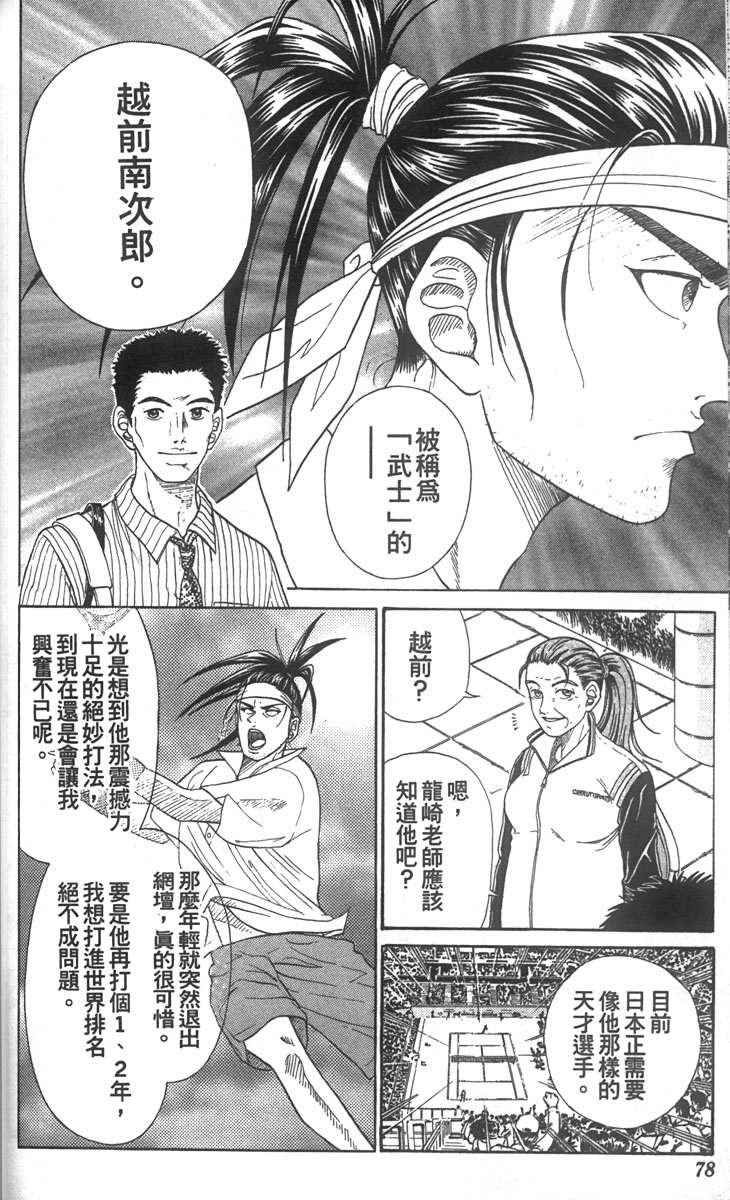 被稱爲
「武士」的
——
越前南次郎。
越前？
嗯，
龍崎老師應該
知道他吧？
目前
日本正需要
像他那樣的
天才選手。
光是想到他那震撼力
十足的絕妙打法，
到現在還是會讓我
興奮不已呢。
那麼年輕就突然退出
網壇，眞的很可惜。
要是他再打個1、2年，
我想打進世界排名
絕不成問題。
78